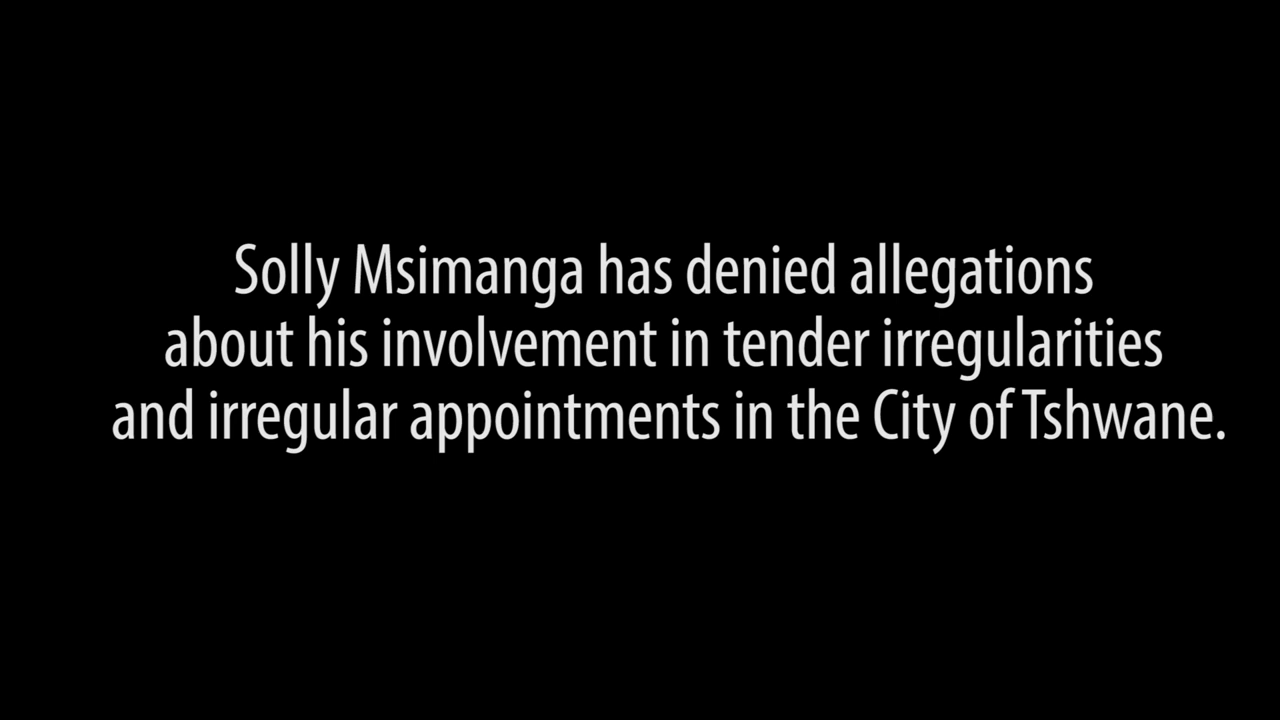 Solly Msimanga has denied allegations
about his involvement in tender irregularities
and irregular appointments in the City of Tshwane.